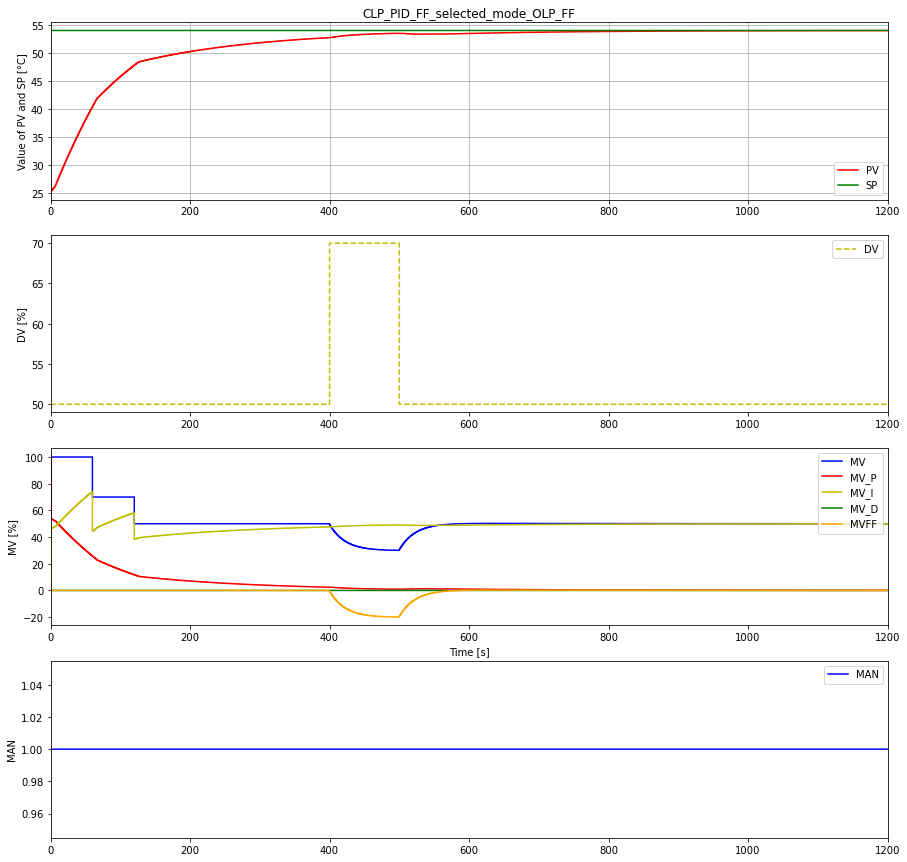 CLP_PID_FF_selected_mode_OLP_FF
Value of PV and SP [°C]
55
50
45
40
35
30
25
PV
SP
0 200 400 600 800 1000 1200
DV [%]
70
65
60
55
50
DV
0 200 400 600 800 1000 1200
MV [%]
100
80
60
40
20
0
−20
MV
MV_P
MV_I
MV_D
MVFF
0 200 400 600 800 1000 1200
Time [s]
MAN
1.04
1.02
1.00
0.98
0.96
MAN
0 200 400 600 800 1000 1200